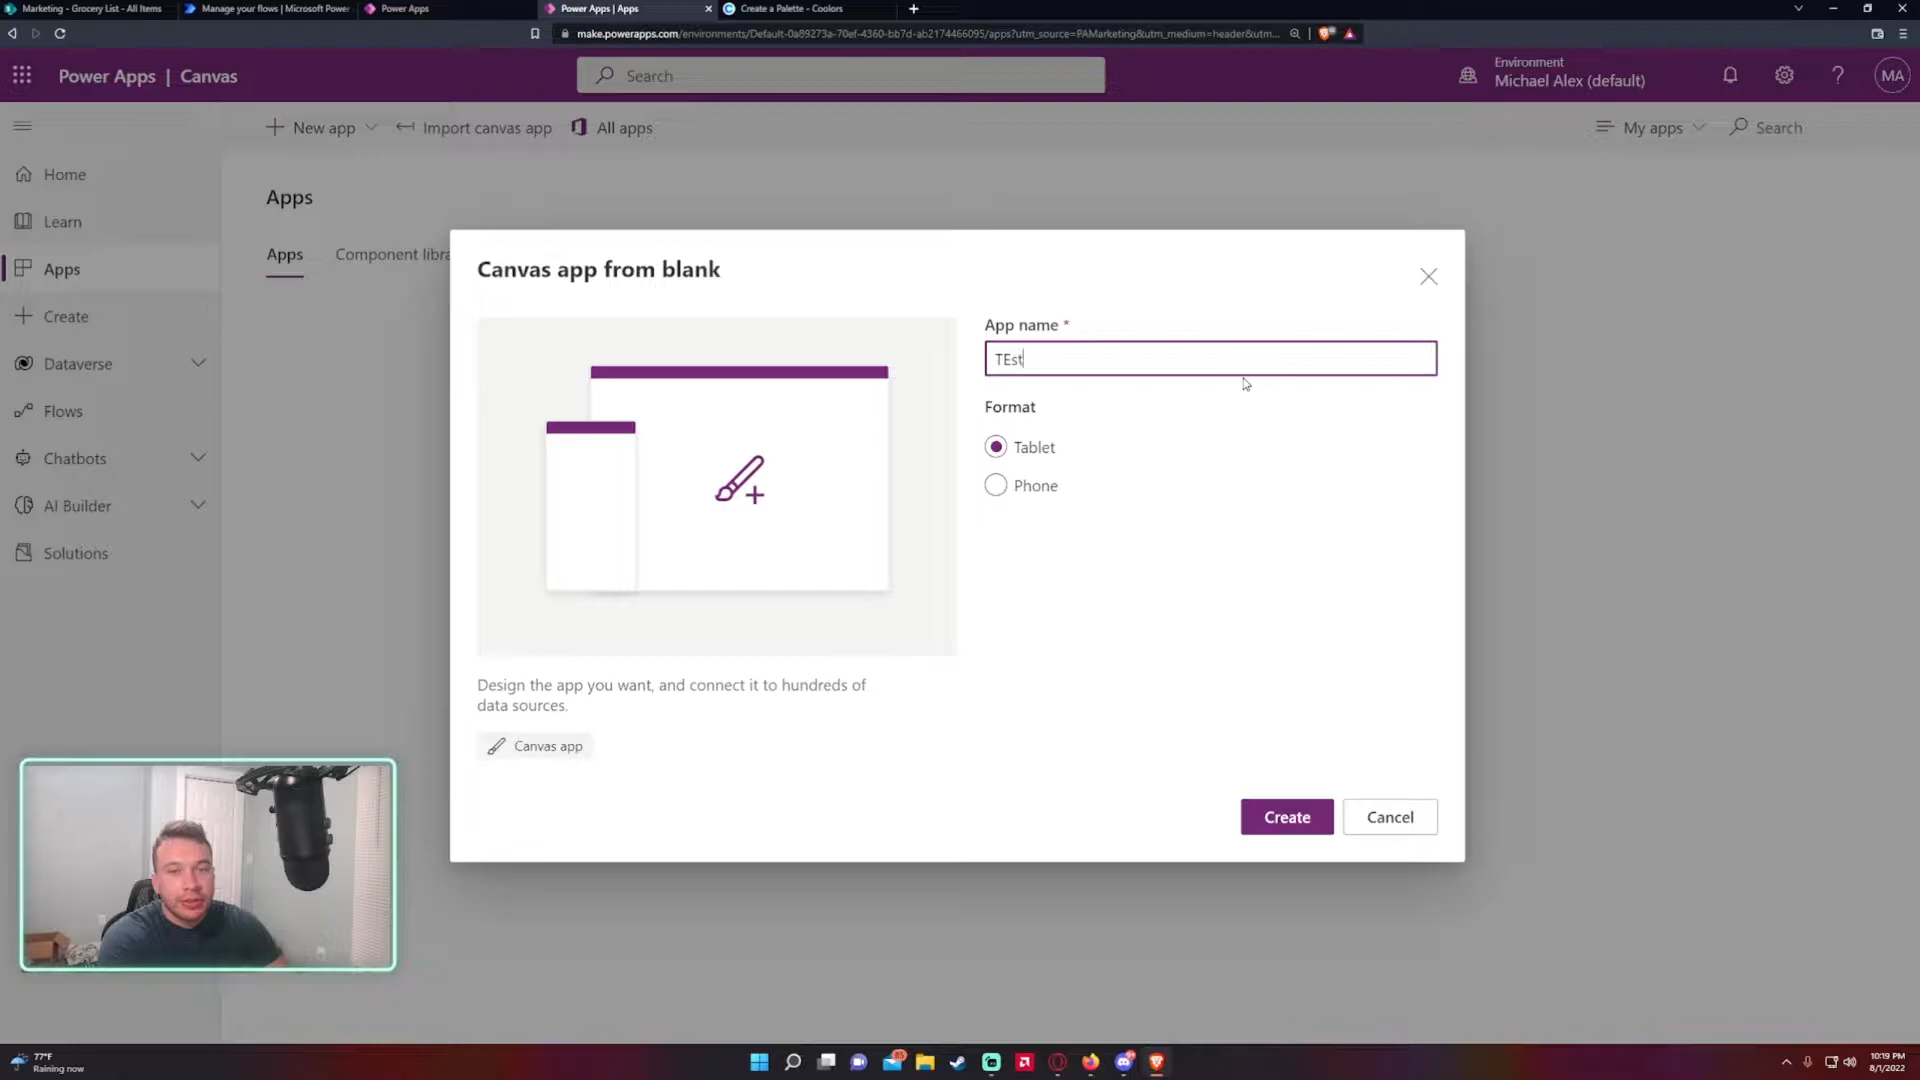 Marketing - Grocery List - All Items
Manage your flows | Microsoft Power
Power Apps
Power Apps | Apps
Create a Palette - Coolors
make.powerapps.com/environments/Default-0a89273a-70ef-4360-bb7d-ab2174466095/apps?utm_source=PAMarketing&utm_medium=header&utm...
Power Apps | Canvas
Search
Environment
Michael Alex (default)
MA
New app
Import canvas app
All apps
My apps
Search
Home
Learn
Apps
Create
Dataverse
Flows
Chatbots
AI Builder
Solutions
Apps
Apps
Component libra
Canvas app from blank
App name *
TEst
Format
Tablet
Phone
Design the app you want, and connect it to hundreds of
data sources.
Canvas app
Create
Cancel
77°F
Raining now
85
10:19 PM
8/1/2022